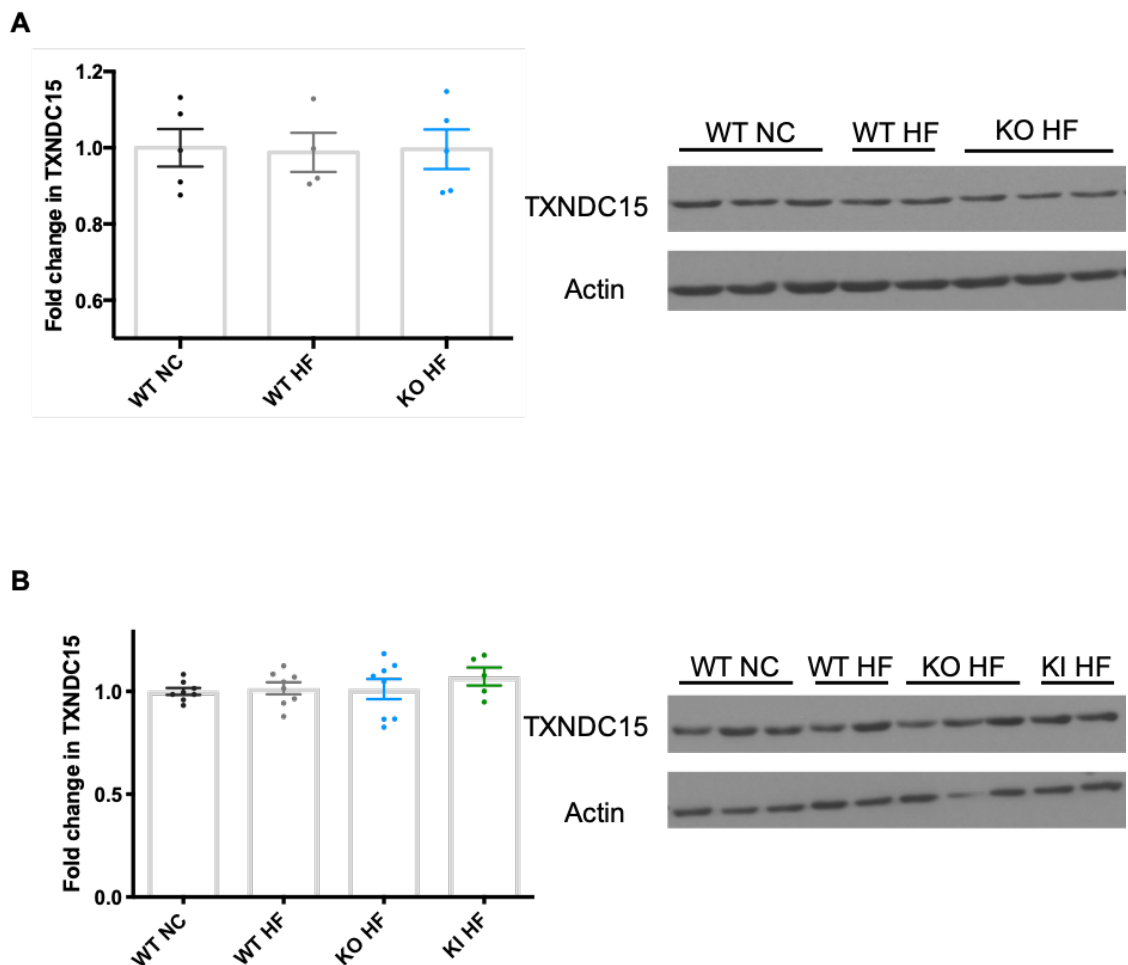 A
Fold change in TXNDC15
1.2
1.0
0.8
0.6
WT NC
WT HF
KO HF
WT NC WT HF KO HF
TXNDC15
Actin
B
Fold change in TXNDC15
1.0
0.5
0.0
WT NC
WT HF
KO HF
KI HF
WT NC WT HF KO HF KI HF
TXNDC15
Actin